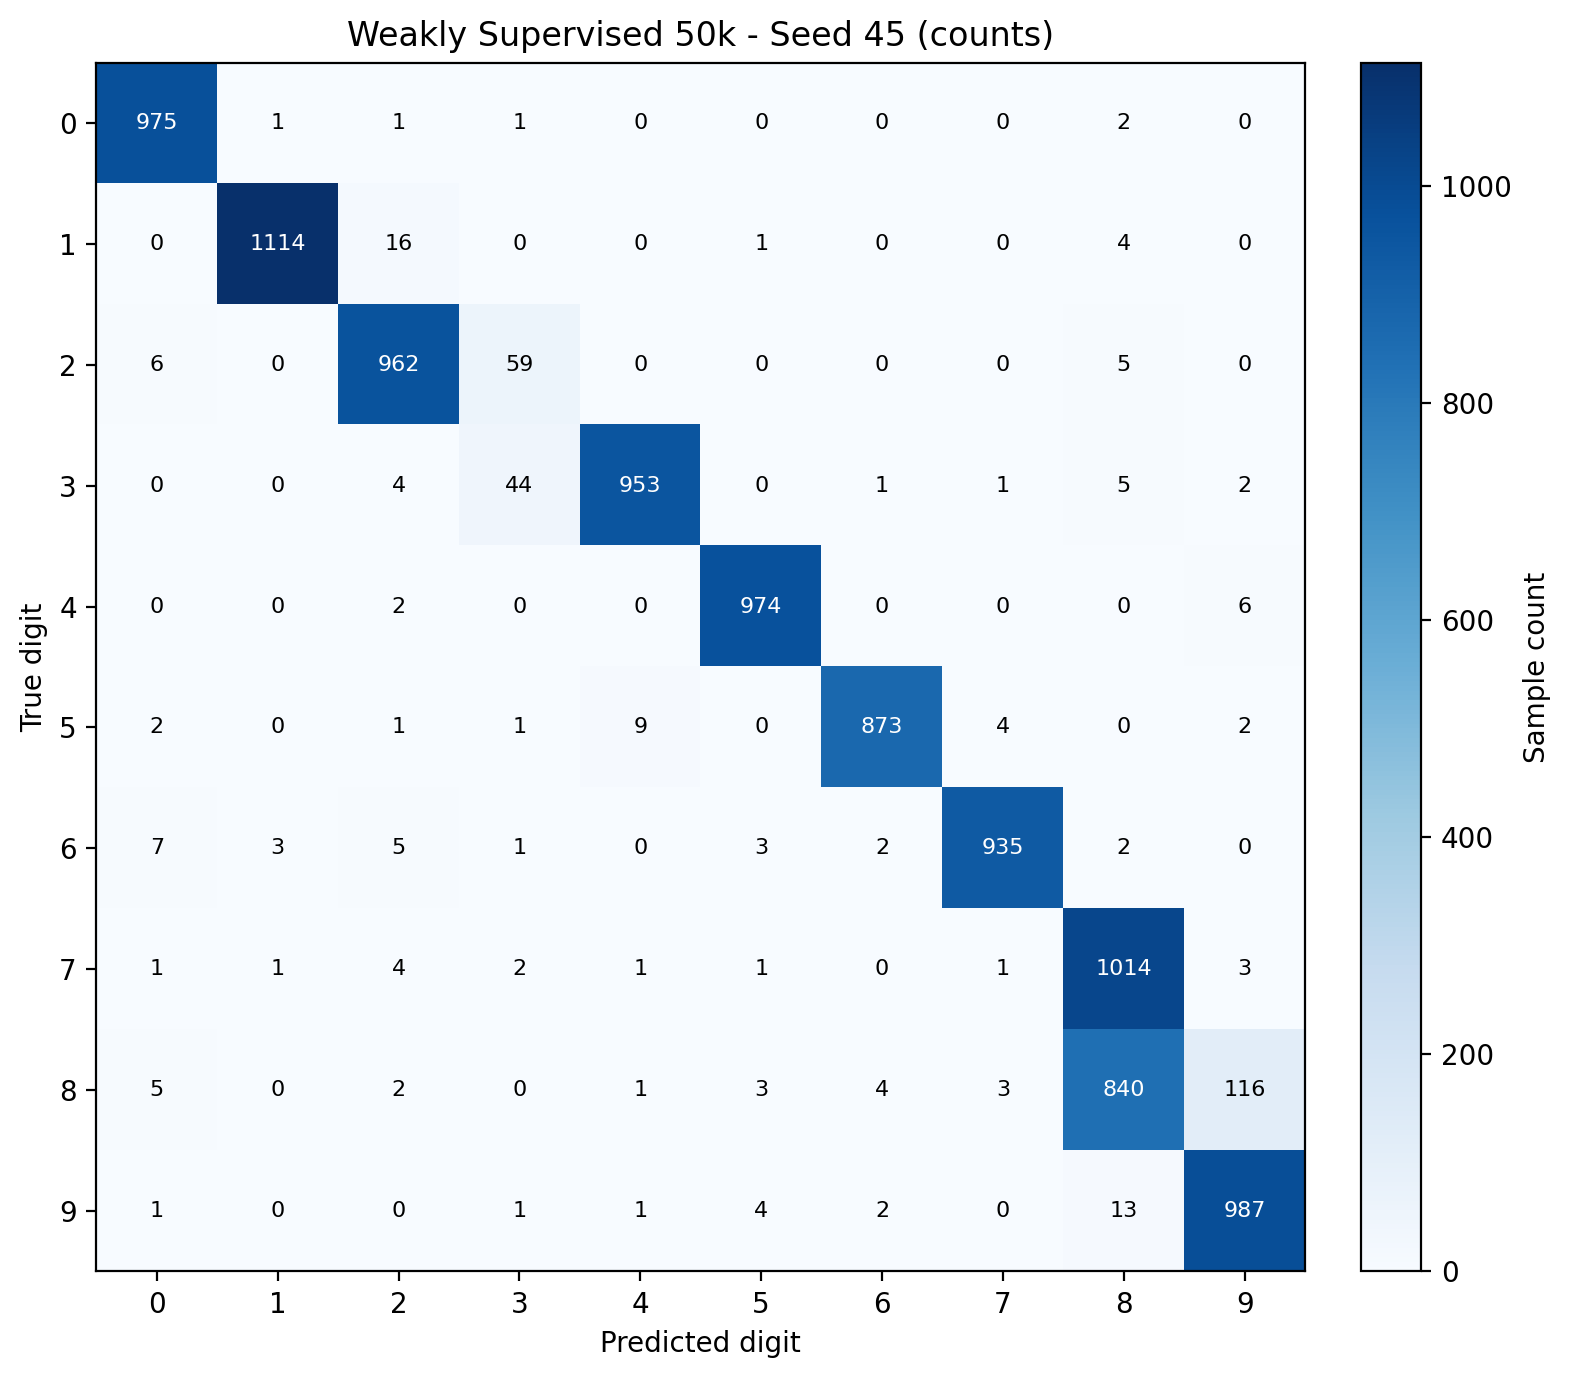 Weakly Supervised 50k - Seed 45 (counts)
0 975 1 1 1 0 0 0 0 2 0
1 0 1114 16 0 0 1 0 0 4 0
2 6 0 962 59 0 0 0 0 5 0
3 0 0 4 44 953 0 1 1 5 2
4 0 0 2 0 0 974 0 0 0 6
5 2 0 1 1 9 0 873 4 0 2
6 7 3 5 1 0 3 2 935 2 0
7 1 1 4 2 1 1 0 1 1014 3
8 5 0 2 0 1 3 4 3 840 116
9 1 0 0 1 1 4 2 0 13 987
0 1 2 3 4 5 6 7 8 9
Predicted digit
True digit
1000
800
600
400
200
0
Sample count